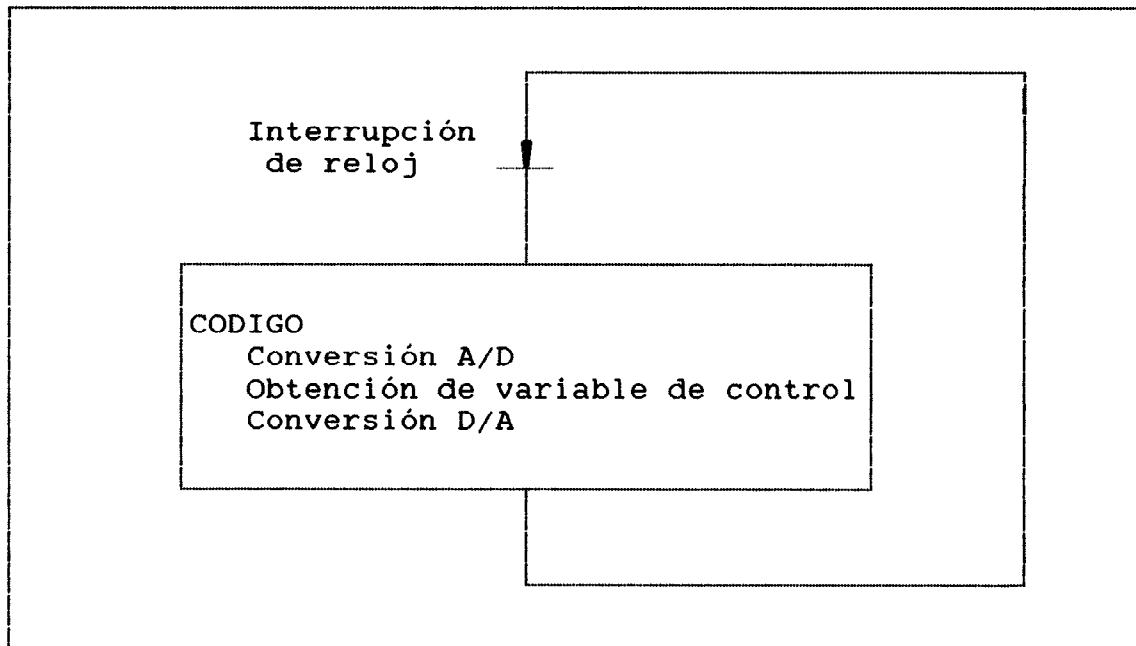 Interrupción
de reloj
CODIGO
Conversión A/D
Obtención de variable de control
Conversión D/A